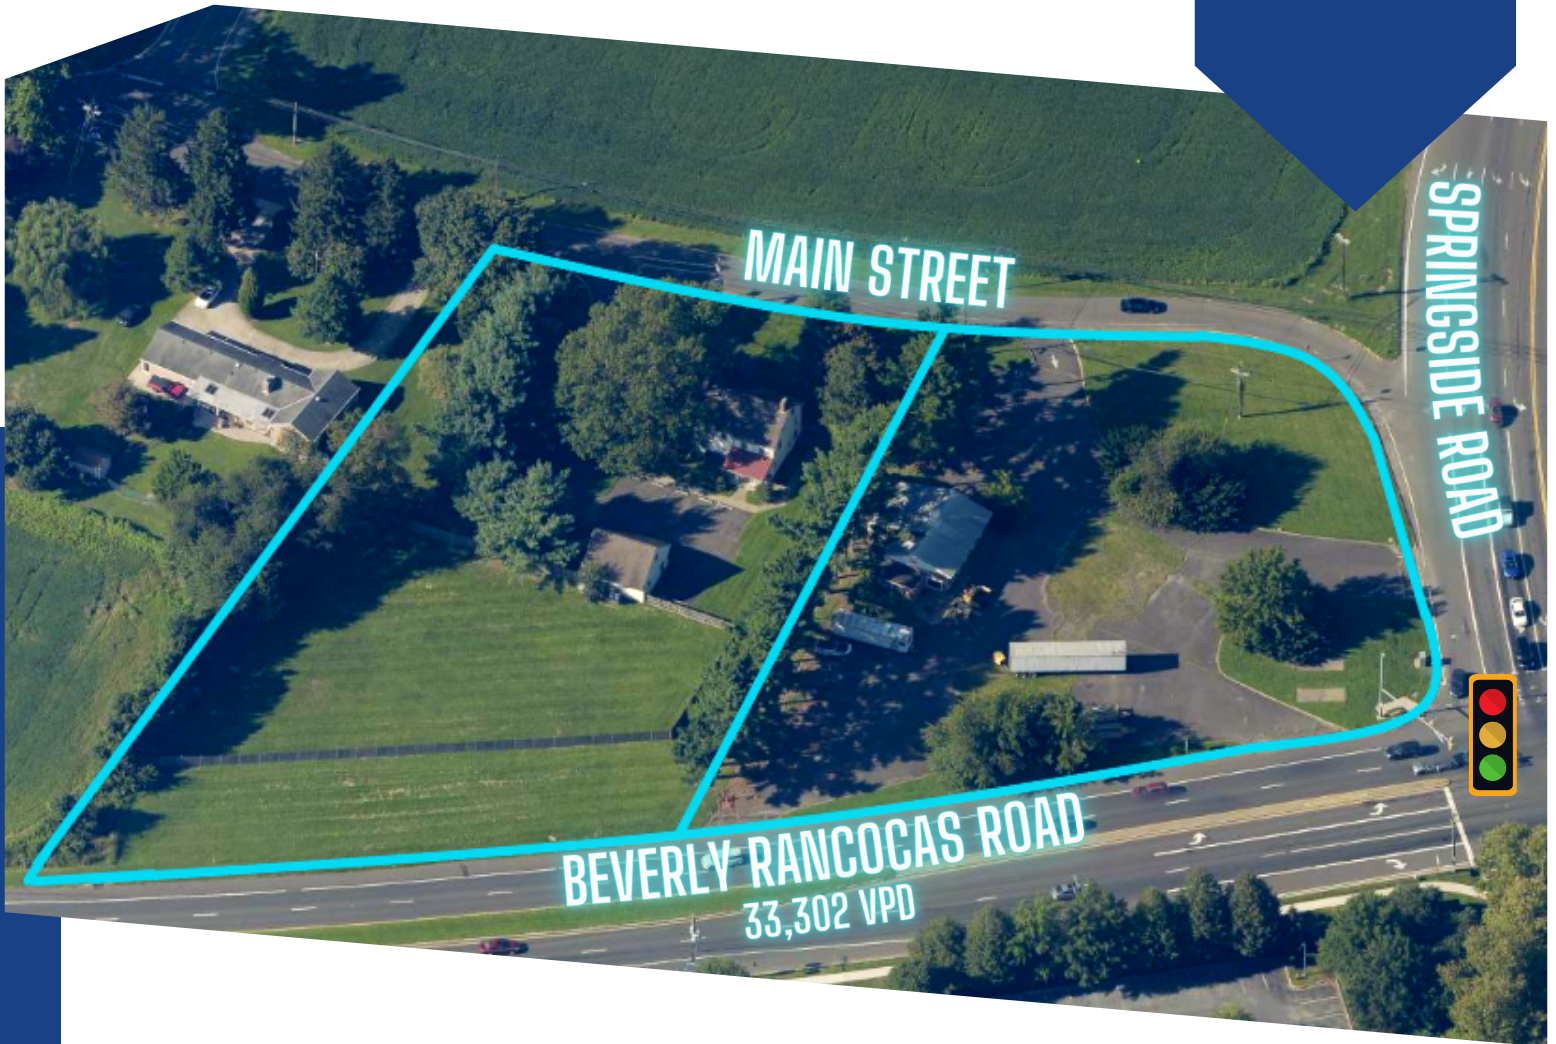 MAIN STREET
SPRINGSIDE ROAD
BEVERLY RANCOCAS ROAD
33,302 VPD